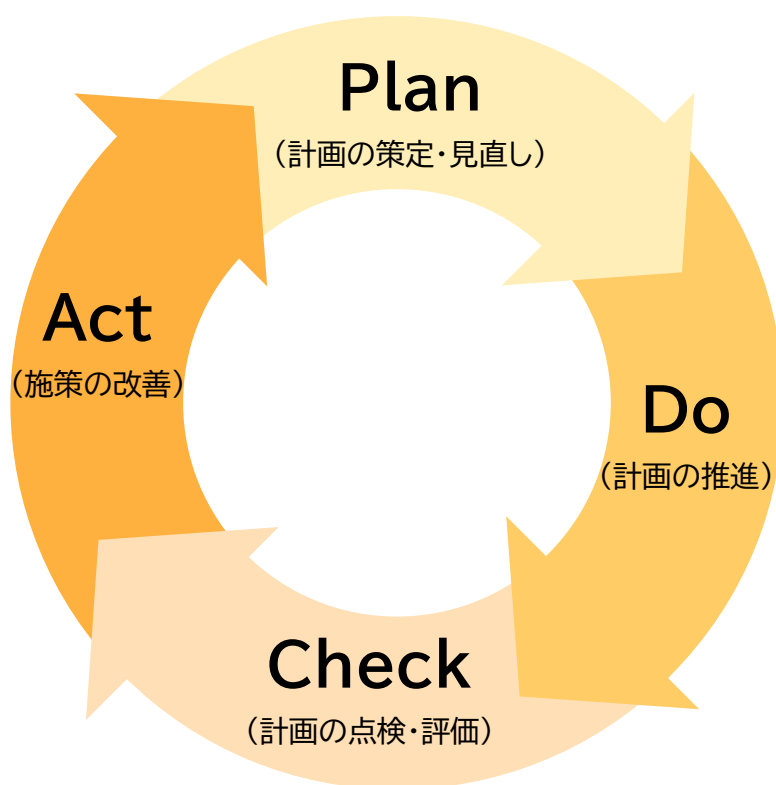 Plan
（計画の策定・見直し）
Do
（計画の推進）
Check
（計画の点検・評価）
Act
（施策の改善）